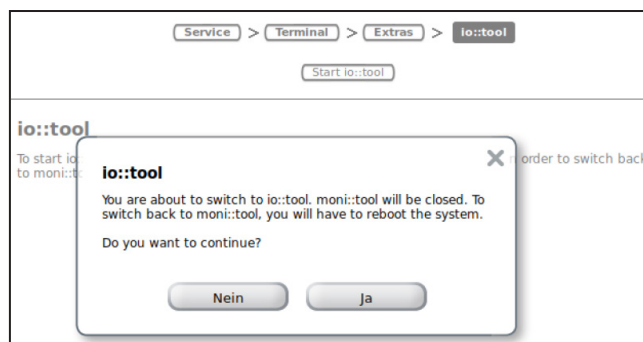 Service > Terminal > Extras > io::tool
Start io::tool
io::tool
To start io order to switch back
to moni::t
io::tool
You are about to switch to io::tool. moni::tool will be closed. To
switch back to moni::tool, you will have to reboot the system.
Do you want to continue?
Nein Ja